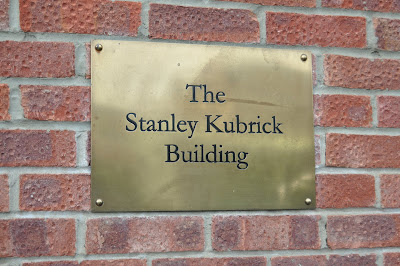 The
Stanley Kubrick
Building